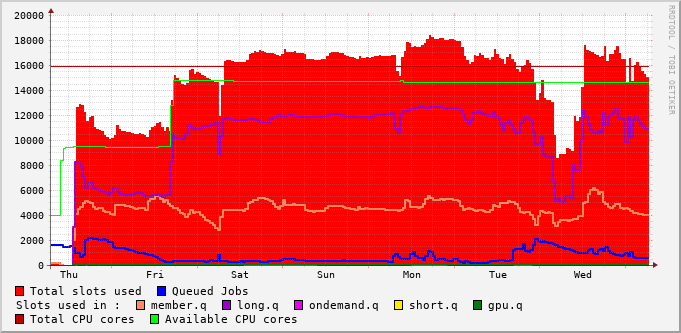 20000
18000
16000
14000
12000
10000
8000
6000
4000
2000
0
Thu Fri Sat Sun Mon Tue Wed
RRDTOOL / TOBI OETIKER
Total slots used Queued Jobs
Slots used in : member.q long.q ondemand.q short.q gpu.q
Total CPU cores Available CPU cores